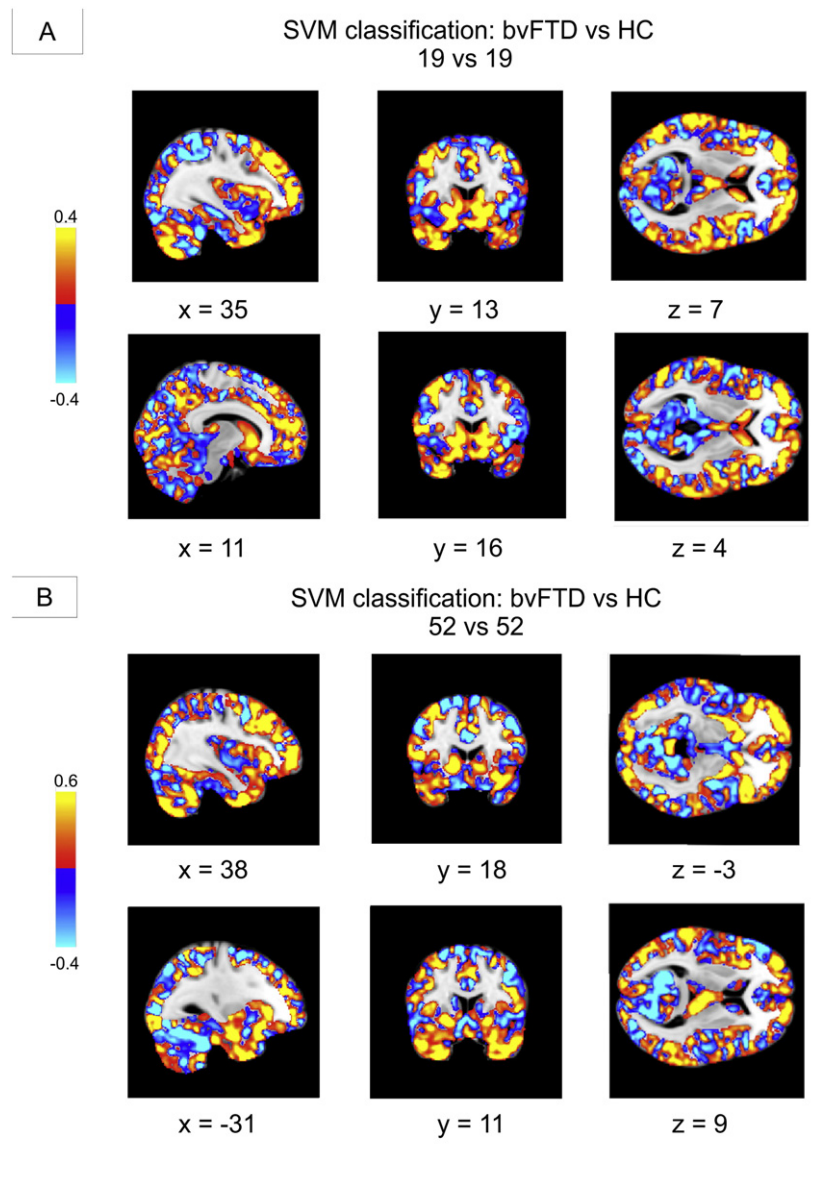 A
SVM classification: bvFTD vs HC
19 vs 19
0.4
-0.4
x = 35
y = 13
z = 7
x = 11
y = 16
z = 4
B
SVM classification: bvFTD vs HC
52 vs 52
0.6
-0.4
x = 38
y = 18
z = -3
x = -31
y = 11
z = 9